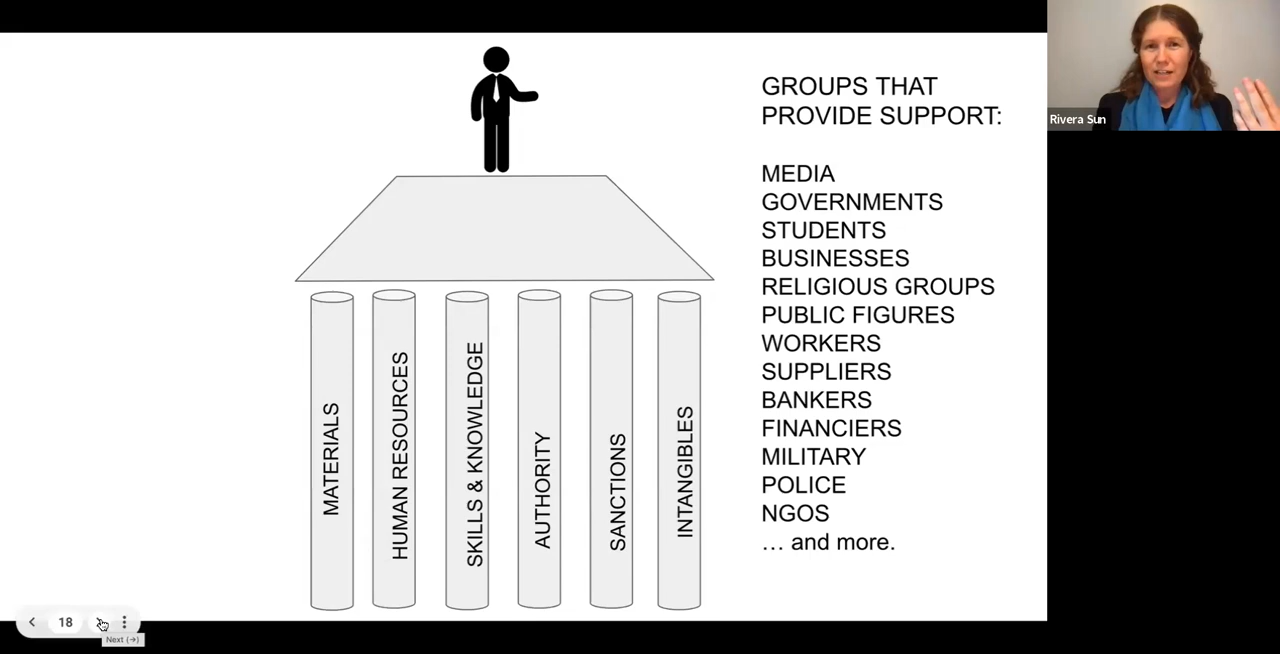 GROUPS THAT
PROVIDE SUPPORT:
MEDIA
GOVERNMENTS
STUDENTS
BUSINESSES
RELIGIOUS GROUPS
PUBLIC FIGURES
WORKERS
SUPPLIERS
BANKERS
FINANCIERS
MILITARY
POLICE
NGOS
… and more.
MATERIALS
HUMAN RESOURCES
SKILLS & KNOWLEDGE
AUTHORITY
SANCTIONS
INTANGIBLES
Rivera Sun
18
Next (→)